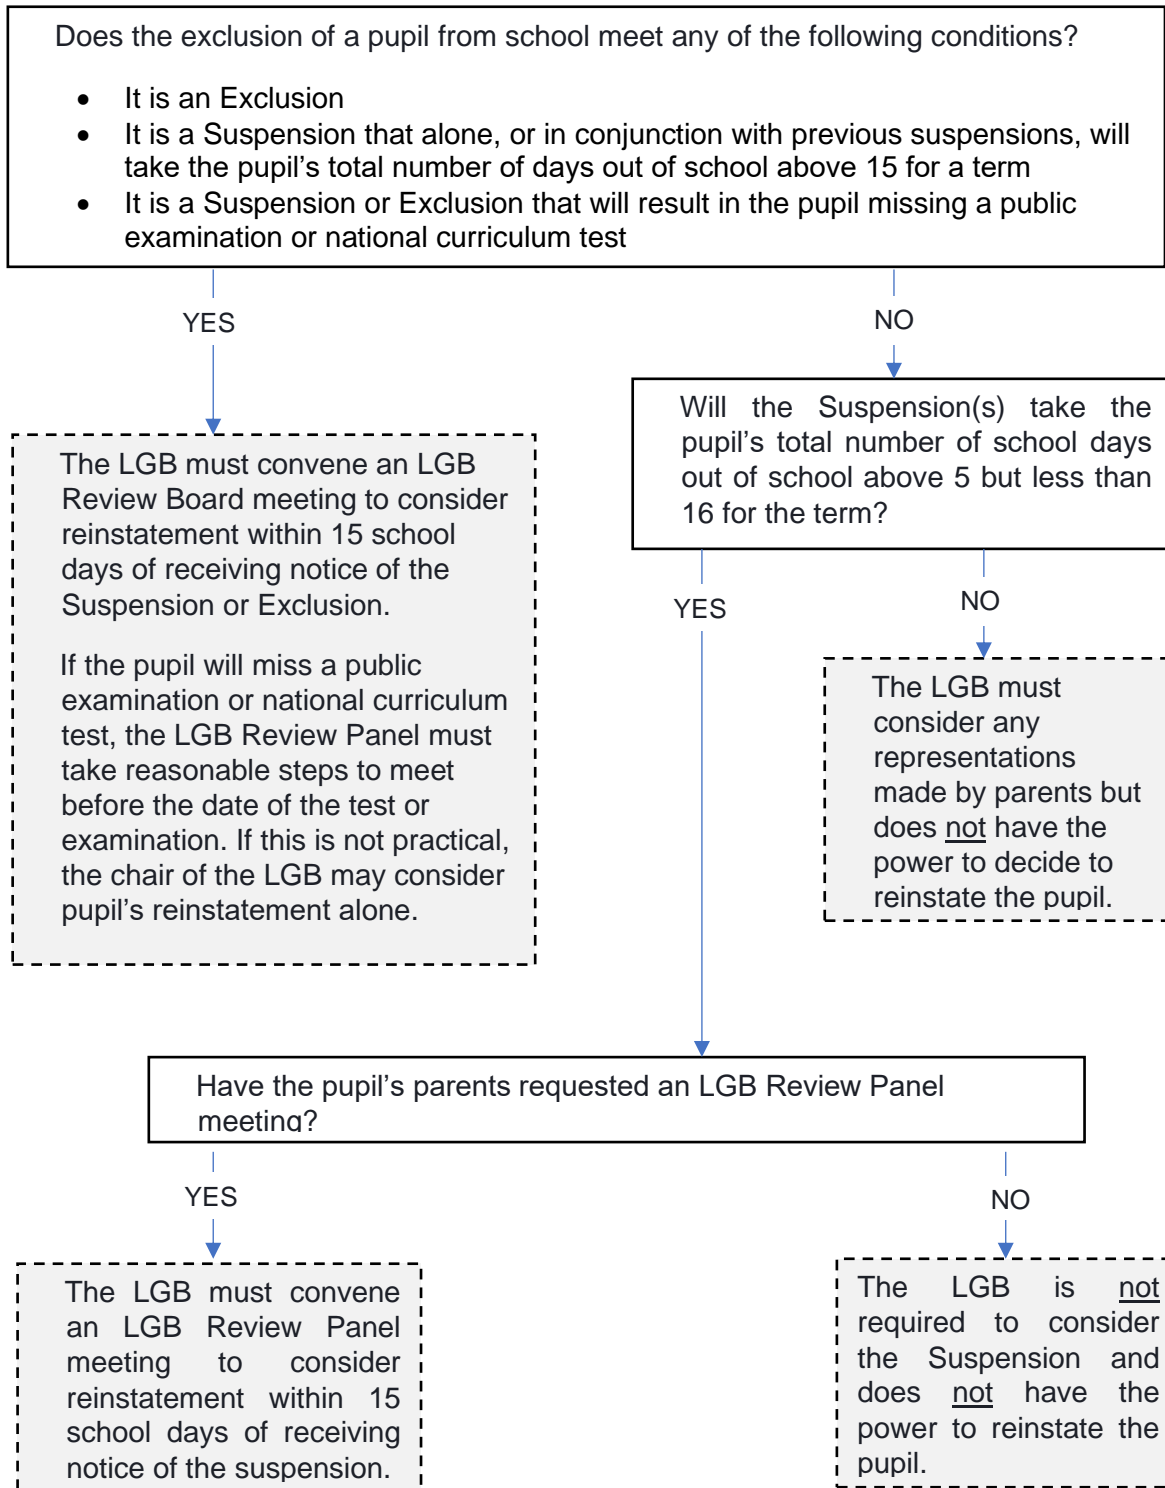 Does the exclusion of a pupil from school meet any of the following conditions?
• It is an Exclusion
• It is a Suspension that alone, or in conjunction with previous suspensions, will
take the pupil’s total number of days out of school above 15 for a term
• It is a Suspension or Exclusion that will result in the pupil missing a public
examination or national curriculum test
YES
NO
The LGB must convene an LGB
Review Board meeting to consider
reinstatement within 15 school
days of receiving notice of the
Suspension or Exclusion.
If the pupil will miss a public
examination or national curriculum
test, the LGB Review Panel must
take reasonable steps to meet
before the date of the test or
examination. If this is not practical,
the chair of the LGB may consider
pupil’s reinstatement alone.
Will the Suspension(s) take the
pupil’s total number of school days
out of school above 5 but less than
16 for the term?
YES
NO
The LGB must
consider any
representations
made by parents but
does not have the
power to decide to
reinstate the pupil.
Have the pupil’s parents requested an LGB Review Panel
meeting?
YES
NO
The LGB must convene
an LGB Review Panel
meeting to consider
reinstatement within 15
school days of receiving
notice of the suspension.
The LGB is not
required to consider
the Suspension and
does not have the
power to reinstate the
pupil.